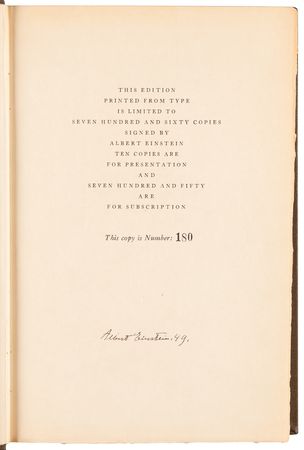 THIS EDITION
PRINTED FROM TYPE
IS LIMITED TO
SEVEN HUNDRED AND SIXTY COPIES
SIGNED BY
ALBERT EINSTEIN
TEN COPIES ARE
FOR PRESENTATION
AND
SEVEN HUNDRED AND FIFTY
ARE
FOR SUBSCRIPTION
This copy is Number: 180
Albert Einstein. 49.